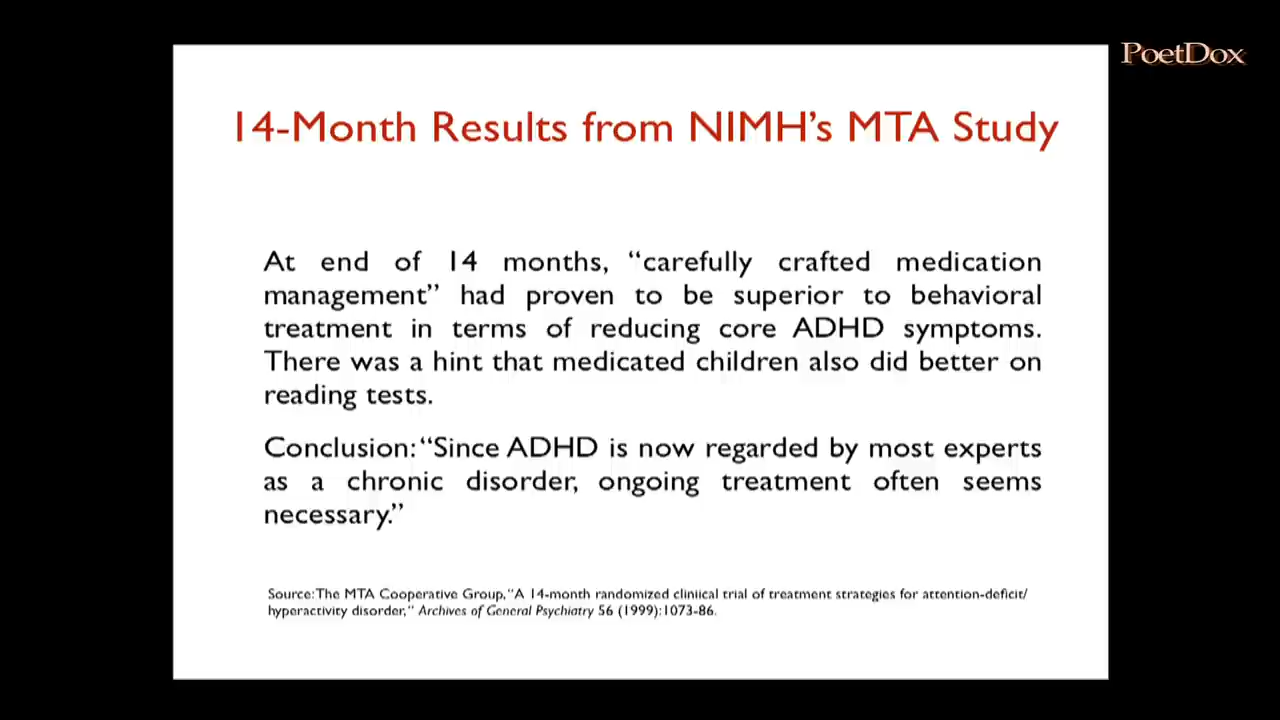 PoetDox
14-Month Results from NIMH's MTA Study
At end of 14 months, “carefully crafted medication
management” had proven to be superior to behavioral
treatment in terms of reducing core ADHD symptoms.
There was a hint that medicated children also did better on
reading tests.
Conclusion: “Since ADHD is now regarded by most experts
as a chronic disorder, ongoing treatment often seems
necessary.”
Source: The MTA Cooperative Group, “A 14-month randomized cliniical trial of treatment strategies for attention-deficit/
hyperactivity disorder,” Archives of General Psychiatry 56 (1999):1073-86.